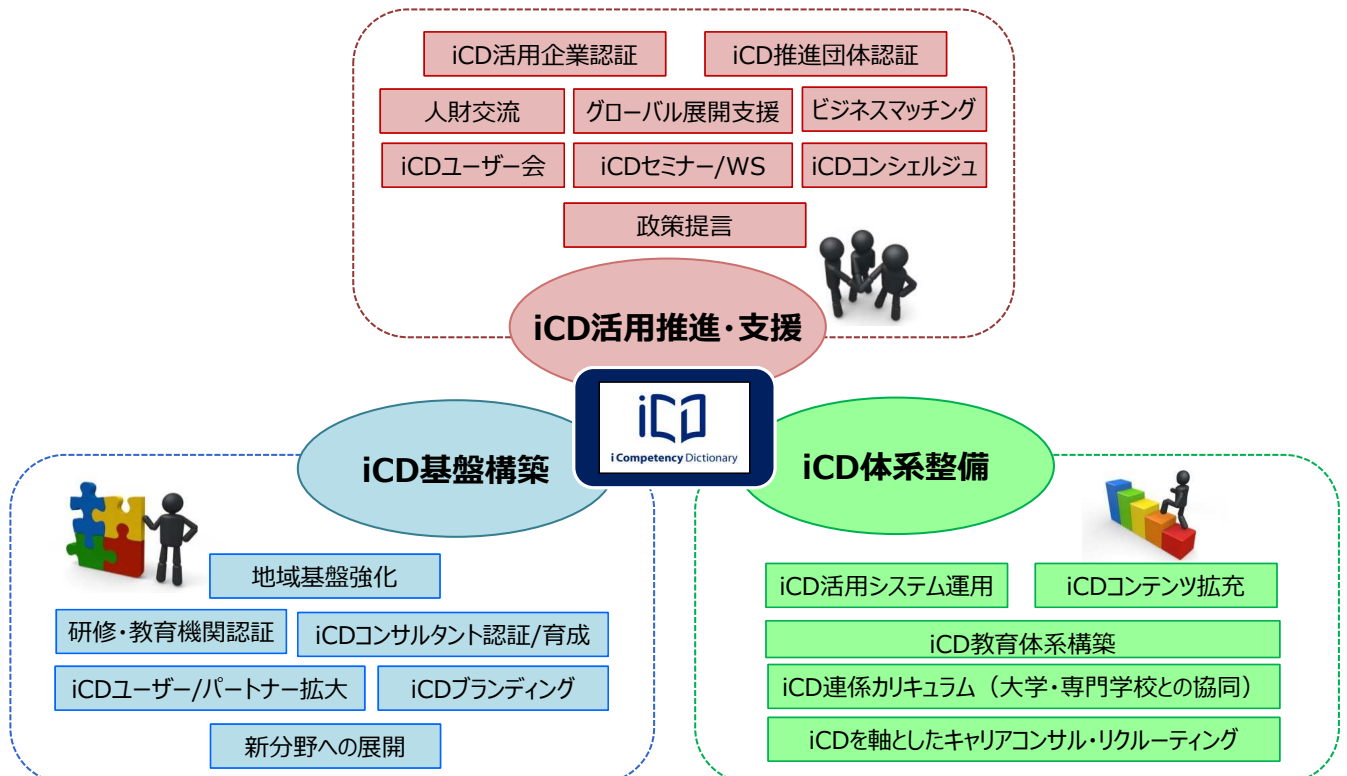 iCD活用企業認証
iCD推進団体認証
人財交流
グローバル展開支援
ビジネスマッチング
iCDユーザー会
iCDセミナー/WS
iCDコンシェルジュ
政策提言
iCD活用推進・支援
iCD
i Competency Dictionary
iCD基盤構築
地域基盤強化
研修・教育機関認証
iCDコンサルタント認証/育成
iCDユーザー/パートナー拡大
iCDブランディング
新分野への展開
iCD体系整備
iCD活用システム運用
iCDコンテンツ拡充
iCD教育体系構築
iCD連係カリキュラム（大学・専門学校との協同）
iCDを軸としたキャリアコンサル・リクルーティング